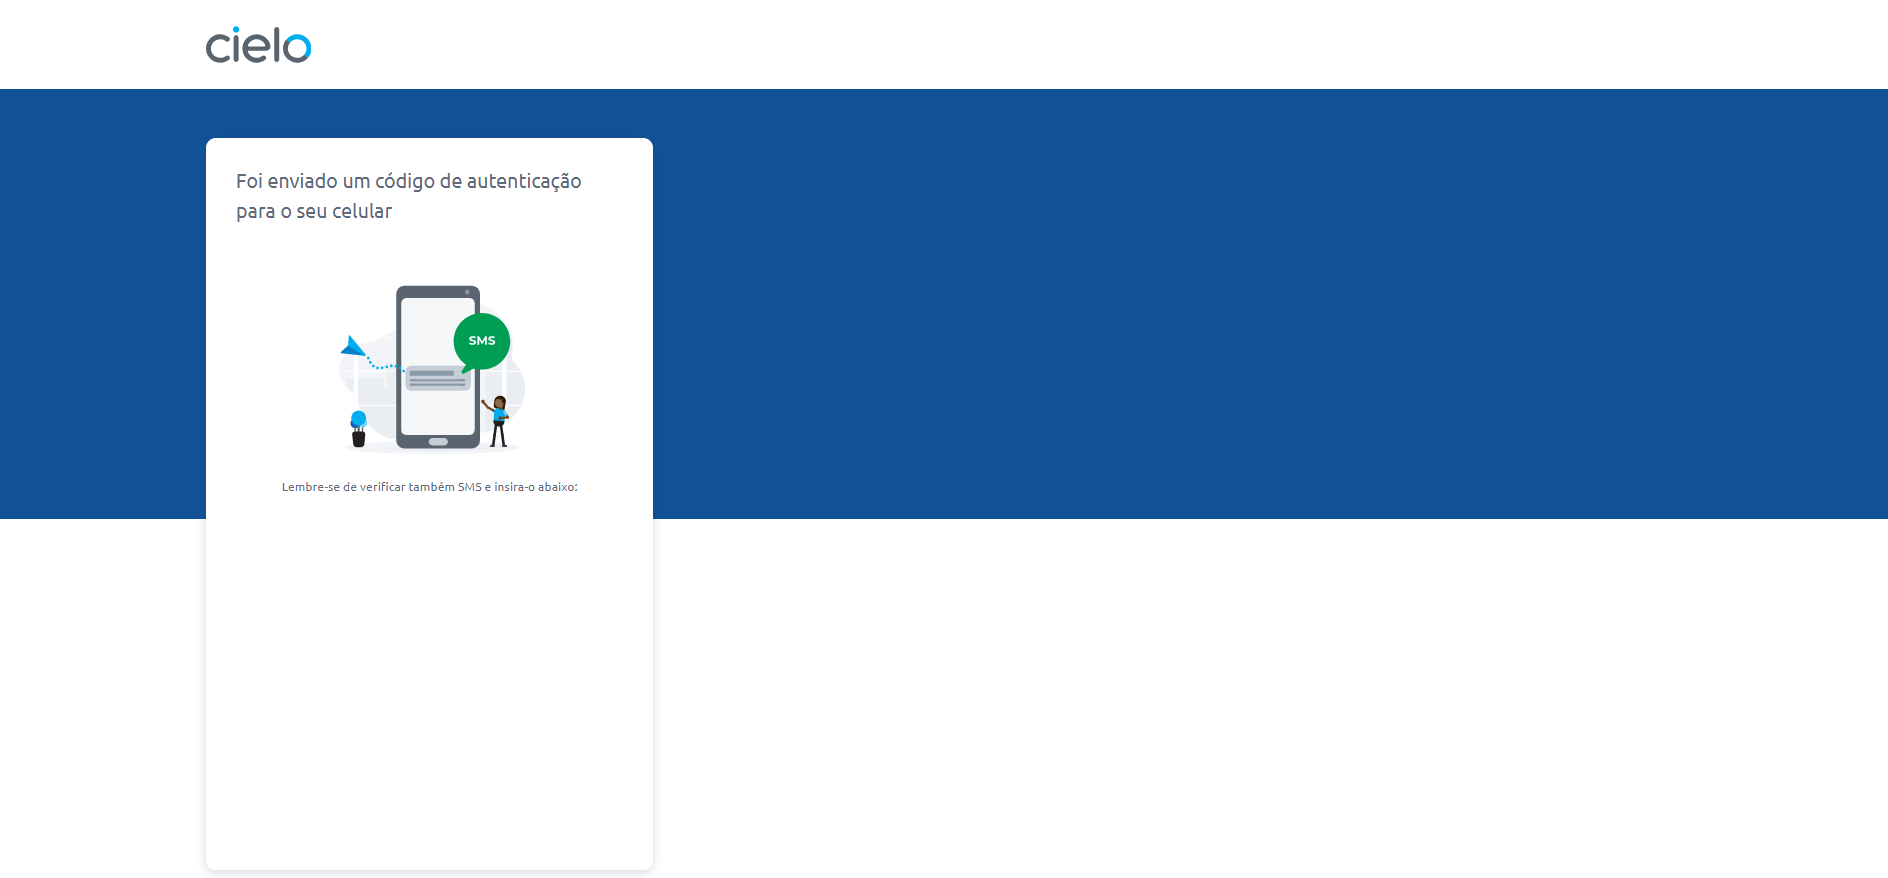 cielo
Foi enviado um código de autenticação
para o seu celular
SMS
Lembre-se de verificar também SMS e insira-o abaixo: